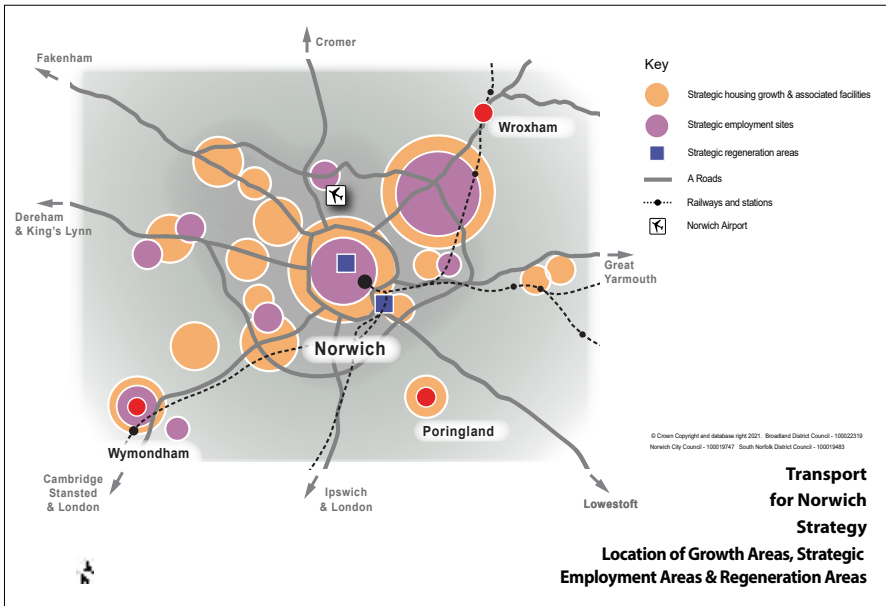 Cromer
Fakenham
Key
Strategic housing growth & associated facilities
Wroxham
Strategic employment sites
Strategic regeneration areas
A Roads
Railways and stations
Dereham
& King's Lynn
Norwich Airport
Great
Yarmouth
Norwich
Poringland
© Crown Copyright and database right 2021. Broadland District Council - 100022319
Norwich City Council - 100019747 South Norfolk District Council - 100019483
Wymondham
Cambridge
Stansted
& London
Ipswich
& London
Lowestoft
Transport
for Norwich
Strategy
Location of Growth Areas, Strategic
Employment Areas & Regeneration Areas